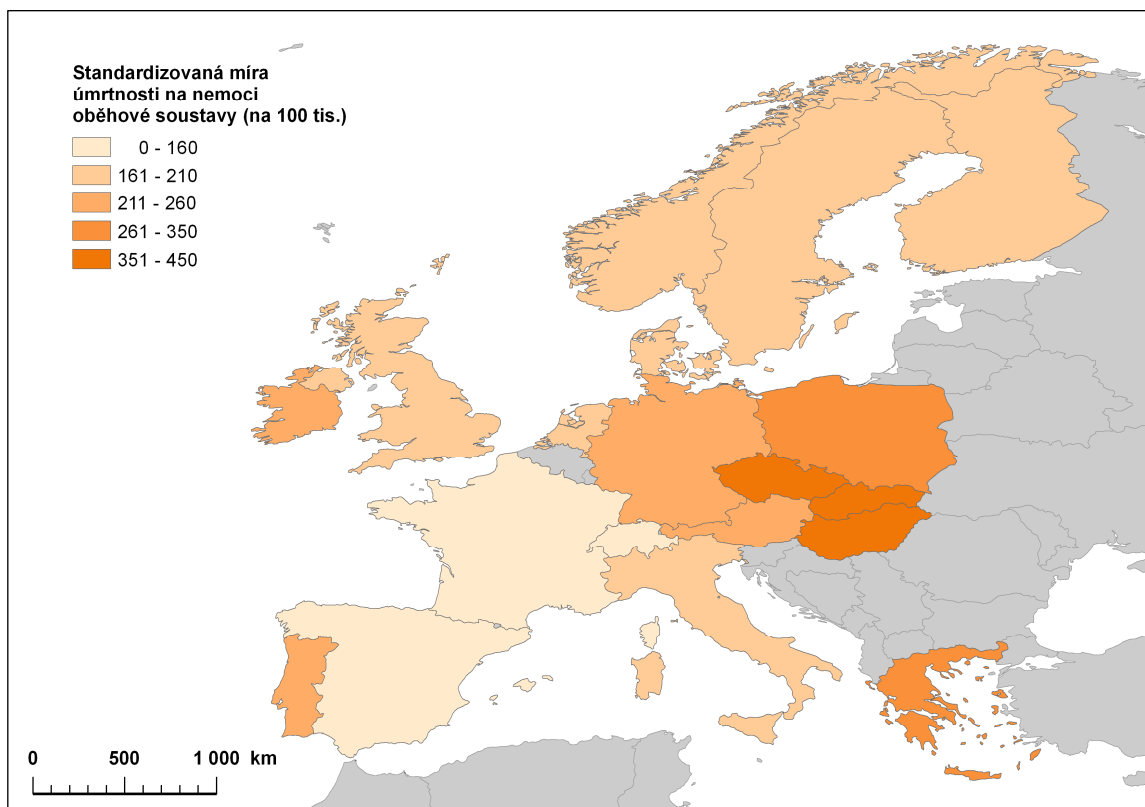 Standardizovaná míra
úmrtnosti na nemoci
oběhové soustavy (na 100 tis.)
0 - 160
161 - 210
211 - 260
261 - 350
351 - 450
0 500 1 000 km